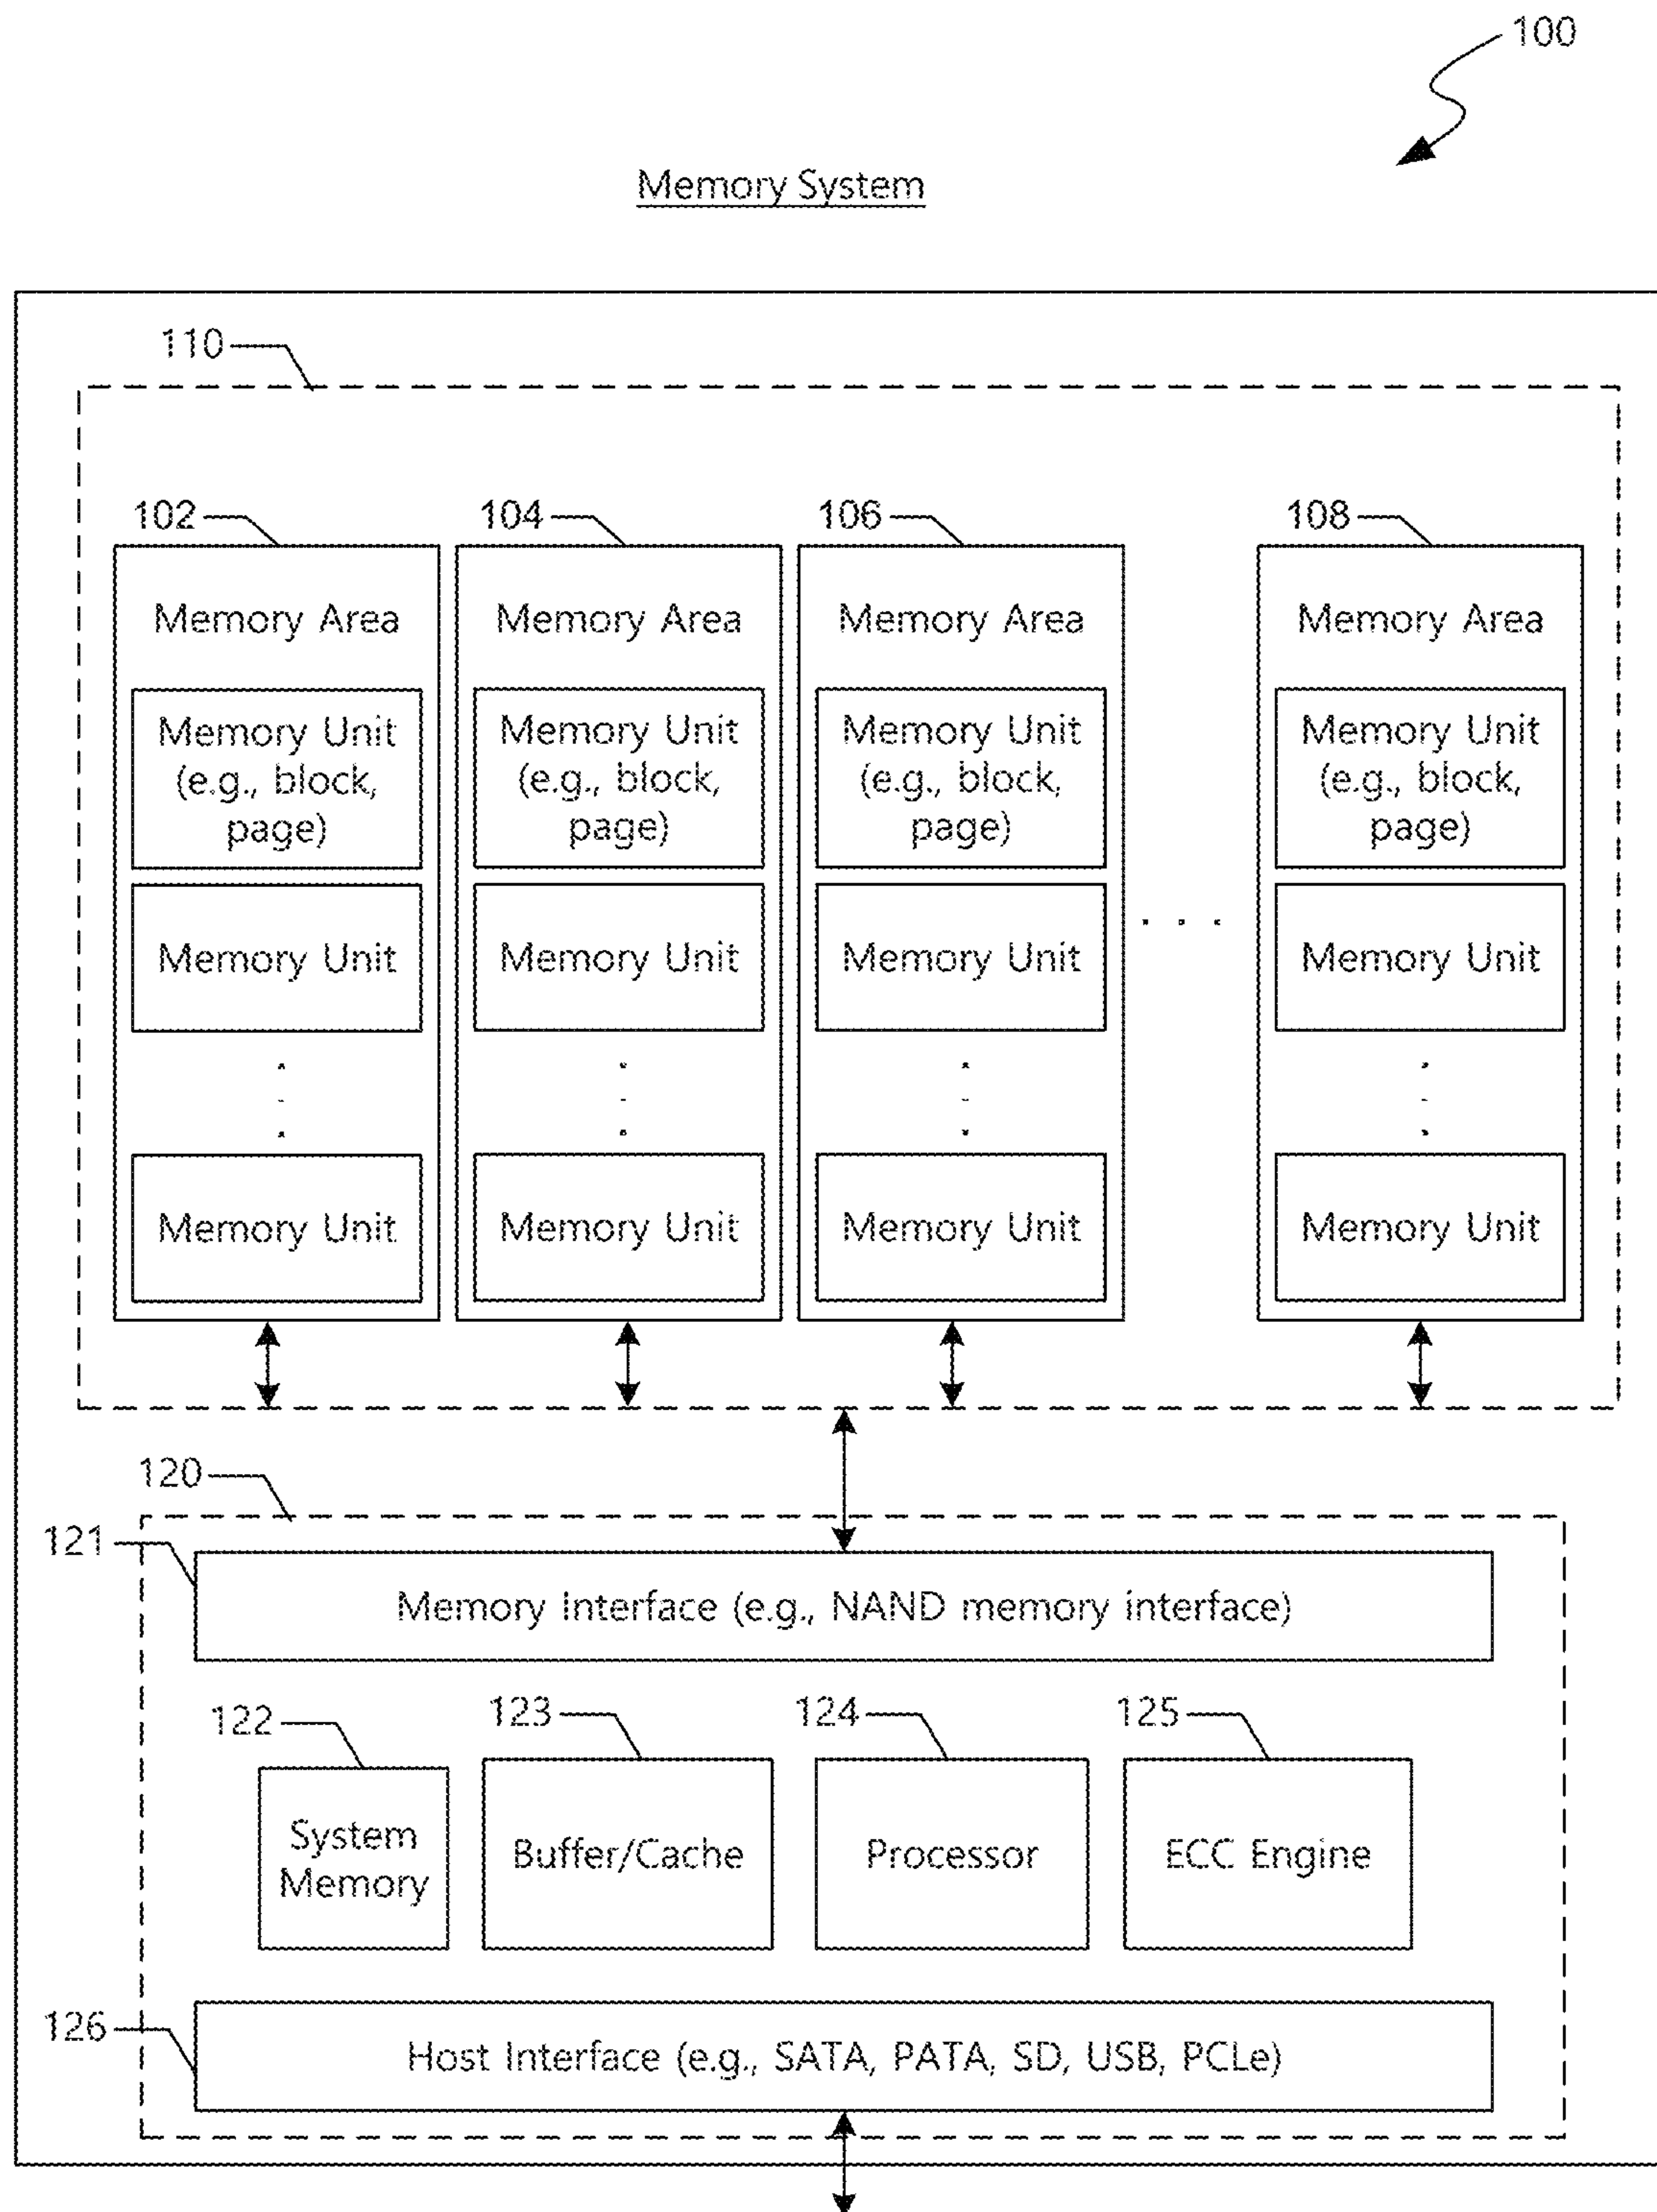 100
Memory System
110
102
104
106
108
Memory Area
Memory Area
Memory Area
Memory Area
Memory Unit
(e.g., block,
page)
Memory Unit
(e.g., block,
page)
Memory Unit
(e.g., block,
page)
Memory Unit
(e.g., block,
page)
Memory Unit
Memory Unit
Memory Unit
. . .
Memory Unit
Memory Unit
Memory Unit
Memory Unit
Memory Unit
120
121
Memory Interface (e.g., NAND memory interface)
122
123
124
125
System
Memory
Buffer/Cache
Processor
ECC Engine
126
Host Interface (e.g., SATA, PATA, SD, USB, PCLe)